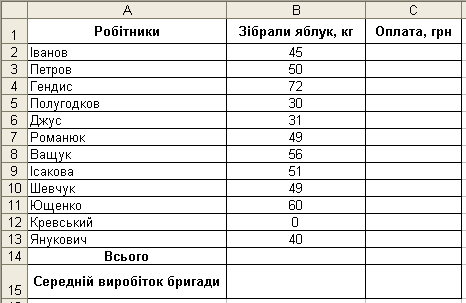 A B C
1 Робітники Зібрали яблук, кг Оплата, грн
2 Іванов 45
3 Петров 50
4 Гендис 72
5 Полугодков 30
6 Джус 31
7 Романюк 49
8 Ващук 56
9 Ісакова 51
10 Шевчук 49
11 Ющенко 60
12 Кревський 0
13 Янукович 40
14 Всього
15 Середній виробіток бригади